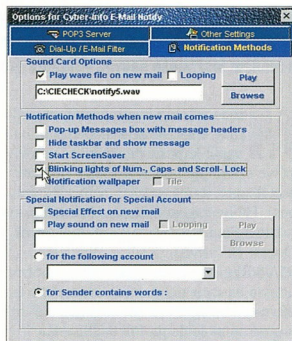 Options for Cyber-Info E-Mail Notify
POP3 Server
Other Settings
Dial-Up / E-Mail Filter
Notification Methods
Sound Card Options
Play wave file on new mail
Looping
Play
C:\CIECHECK\notify5.wav
Browse
Notification Methods when new mail comes
Pop-up Messages box with message headers
Hide taskbar and show message
Start ScreenSaver
Blinking lights of Num-, Caps- and Scroll- Lock
Notification wallpaper
Tile
Special Notification for Special Account
Special Effect on new mail
Play sound on new mail
Looping
Play
Browse
for the following account
for Sender contains words :